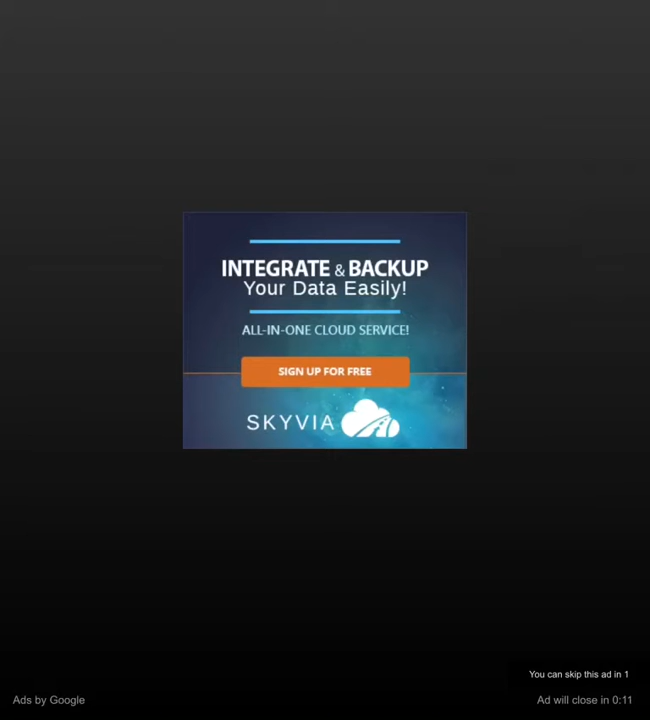 INTEGRATE & BACKUP
Your Data Easily!
ALL-IN-ONE CLOUD SERVICE!
SIGN UP FOR FREE
SKYVIA
You can skip this ad in 1
Ads by Google
Ad will close in 0:11